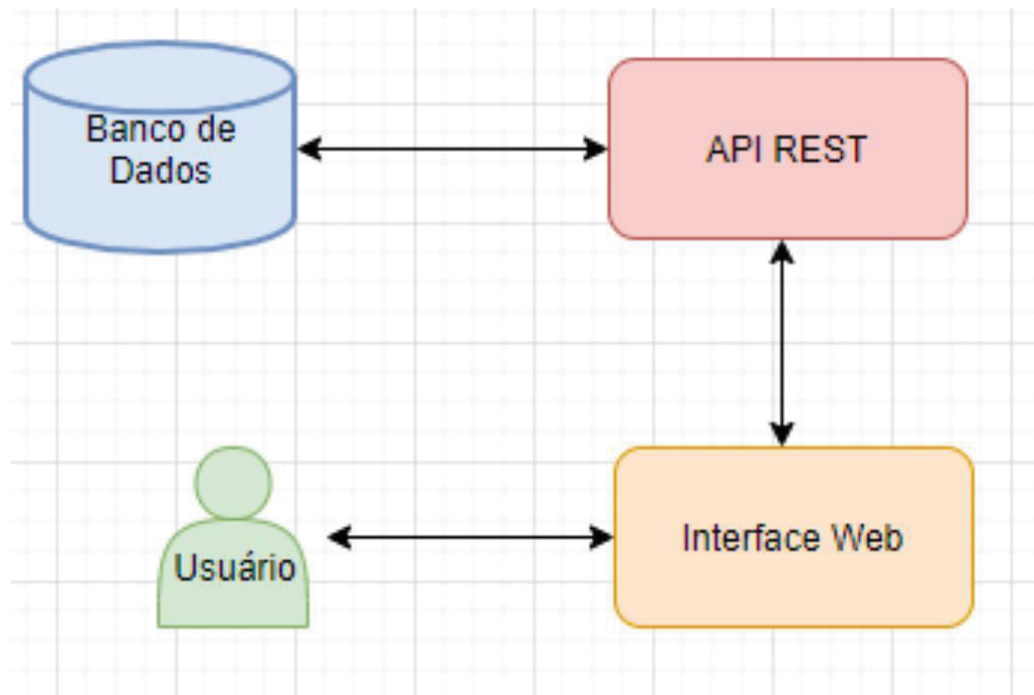 Banco de
Dados
API REST
Usuário
Interface Web